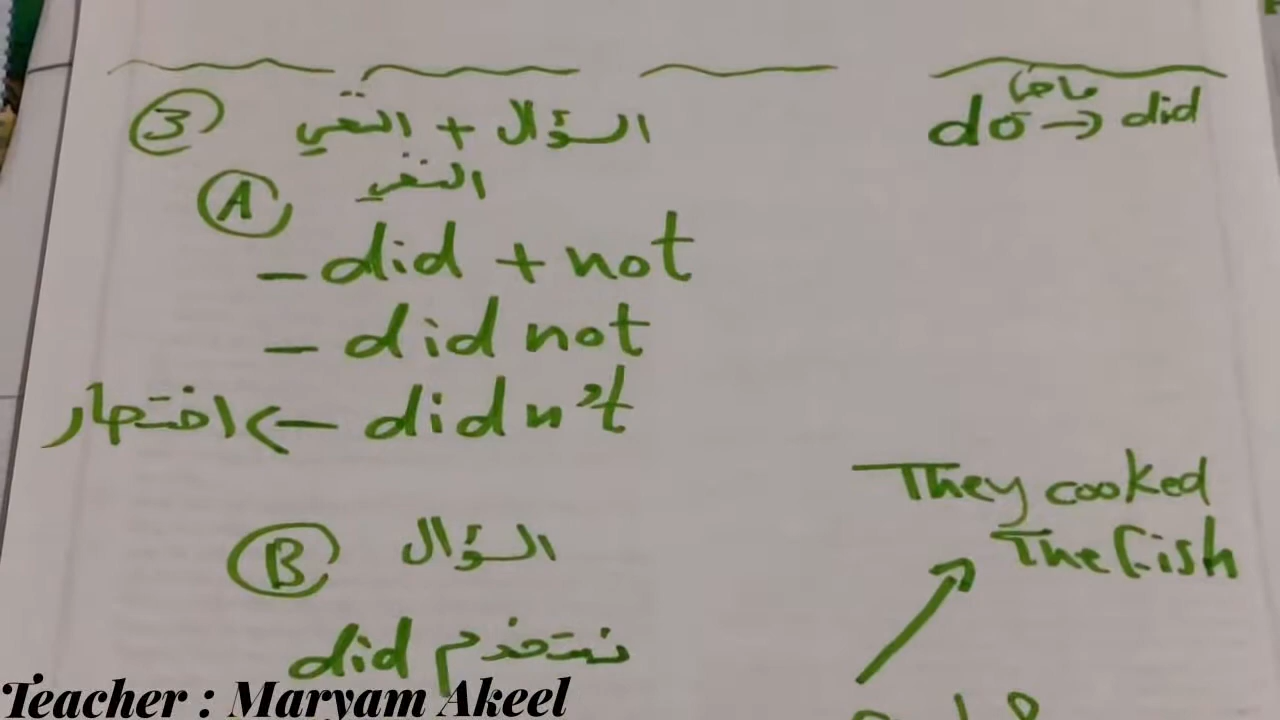 ③ السؤال + النفي
do → did
ماضي
Ⓐ النفي
- did + not
- did not
- didn't → اختصار
They cooked
The fish
Ⓑ السؤال
نستخدم did
Teacher : Maryam Akeel